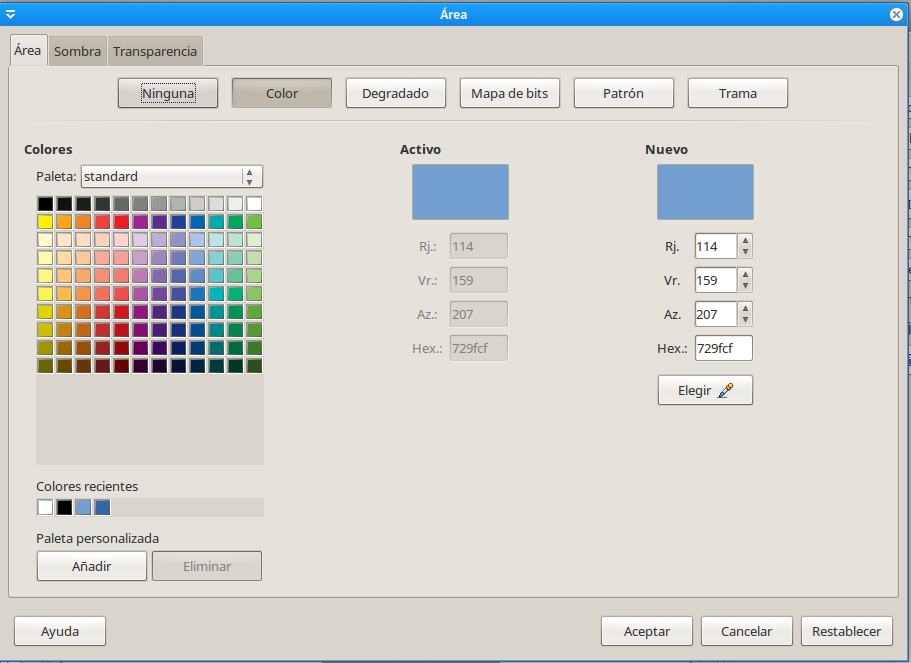 Área
Área Sombra Transparencia
Ninguna Color Degradado Mapa de bits Patrón Trama
Colores Activo Nuevo
Paleta: standard
Rj.: 114 Rj. 114
Vr.: 159 Vr. 159
Az.: 207 Az. 207
Hex.: 729fcf Hex.: 729fcf
Elegir
Colores recientes
Paleta personalizada
Añadir Eliminar
Ayuda Aceptar Cancelar Restablecer